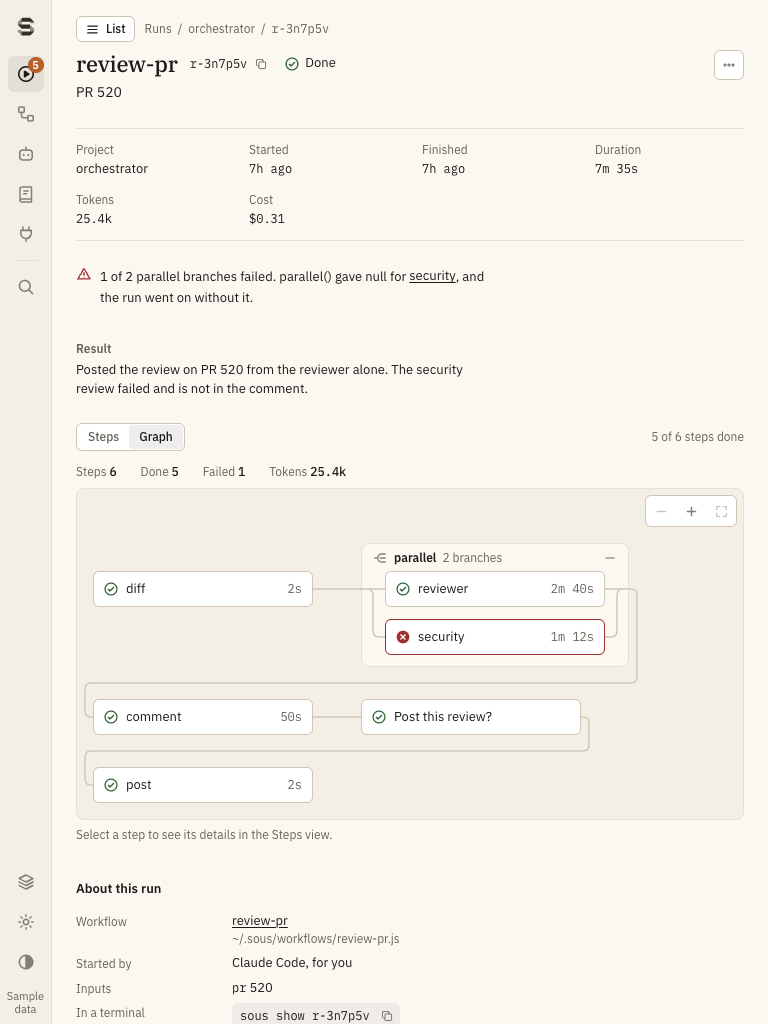 List Runs / orchestrator / r-3n7p5v
5
review-pr r-3n7p5v Done
PR 520
Project Started Finished Duration
orchestrator 7h ago 7h ago 7m 35s
Tokens Cost
25.4k $0.31
1 of 2 parallel branches failed. parallel() gave null for security, and
the run went on without it.
Result
Posted the review on PR 520 from the reviewer alone. The security
review failed and is not in the comment.
Steps Graph 5 of 6 steps done
Steps 6 Done 5 Failed 1 Tokens 25.4k
parallel 2 branches
diff 2s reviewer 2m 40s
security 1m 12s
comment 50s Post this review?
post 2s
Select a step to see its details in the Steps view.
About this run
Workflow review-pr
~/.sous/workflows/review-pr.js
Started by Claude Code, for you
Inputs pr 520
In a terminal sous show r-3n7p5v
Sample
data